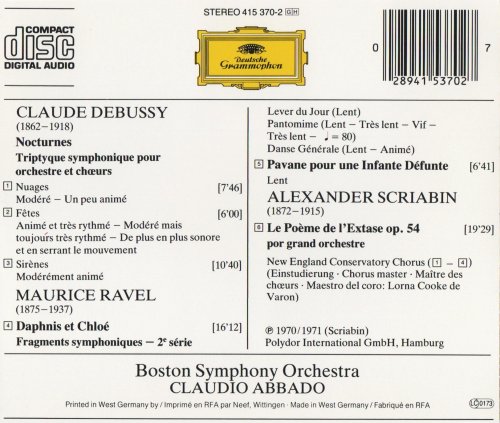 COMPACT
disc
DIGITAL AUDIO
STEREO 415 370-2 GH
Deutsche
Grammophon
0 28941 53702 7
CLAUDE DEBUSSY
(1862–1918)
Nocturnes
Triptyque symphonique pour
orchestre et chœurs
1 Nuages [7'46]
Modéré – Un peu animé
2 Fêtes [6'00]
Animé et très rythmé – Modéré mais
toujours très rythmé – De plus en plus sonore
et en serrant le mouvement
3 Sirènes [10'40]
Modérément animé
MAURICE RAVEL
(1875-1937)
4 Daphnis et Chloé [16'12]
Fragments symphoniques – 2e série
Lever du Jour (Lent)
Pantomime (Lent – Très lent – Vif –
Très lent – ♩ = 80)
Danse Générale (Lent – Animé)
5 Pavane pour une Infante Défunte [6'41]
Lent
ALEXANDER SCRIABIN
(1872-1915)
6 Le Poème de l'Extase op. 54 [19'29]
por grand orchestre
New England Conservatory Chorus (1 – 4)
(Einstudierung · Chorus master · Maître des
chœurs · Maestro del coro: Lorna Cooke de
Varon)
℗ 1970/1971 (Scriabin)
Polydor International GmbH, Hamburg
Boston Symphony Orchestra
CLAUDIO ABBADO
Printed in West Germany by / Imprimé en RFA par Neef, Wittingen · Made in West Germany / Fabriqué en RFA
LC 0173